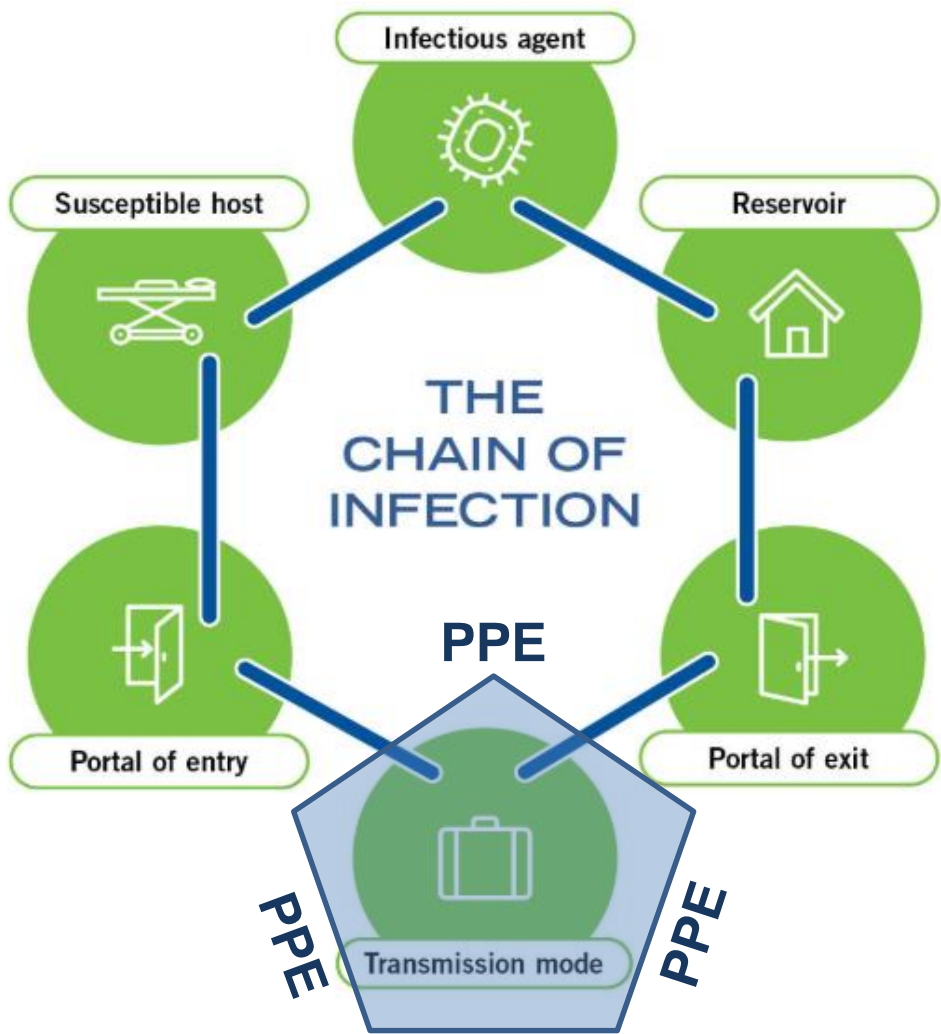 Infectious agent
Susceptible host
Reservoir
THE
CHAIN OF
INFECTION
PPE
Portal of entry
Portal of exit
PPE
PPE
Transmission mode